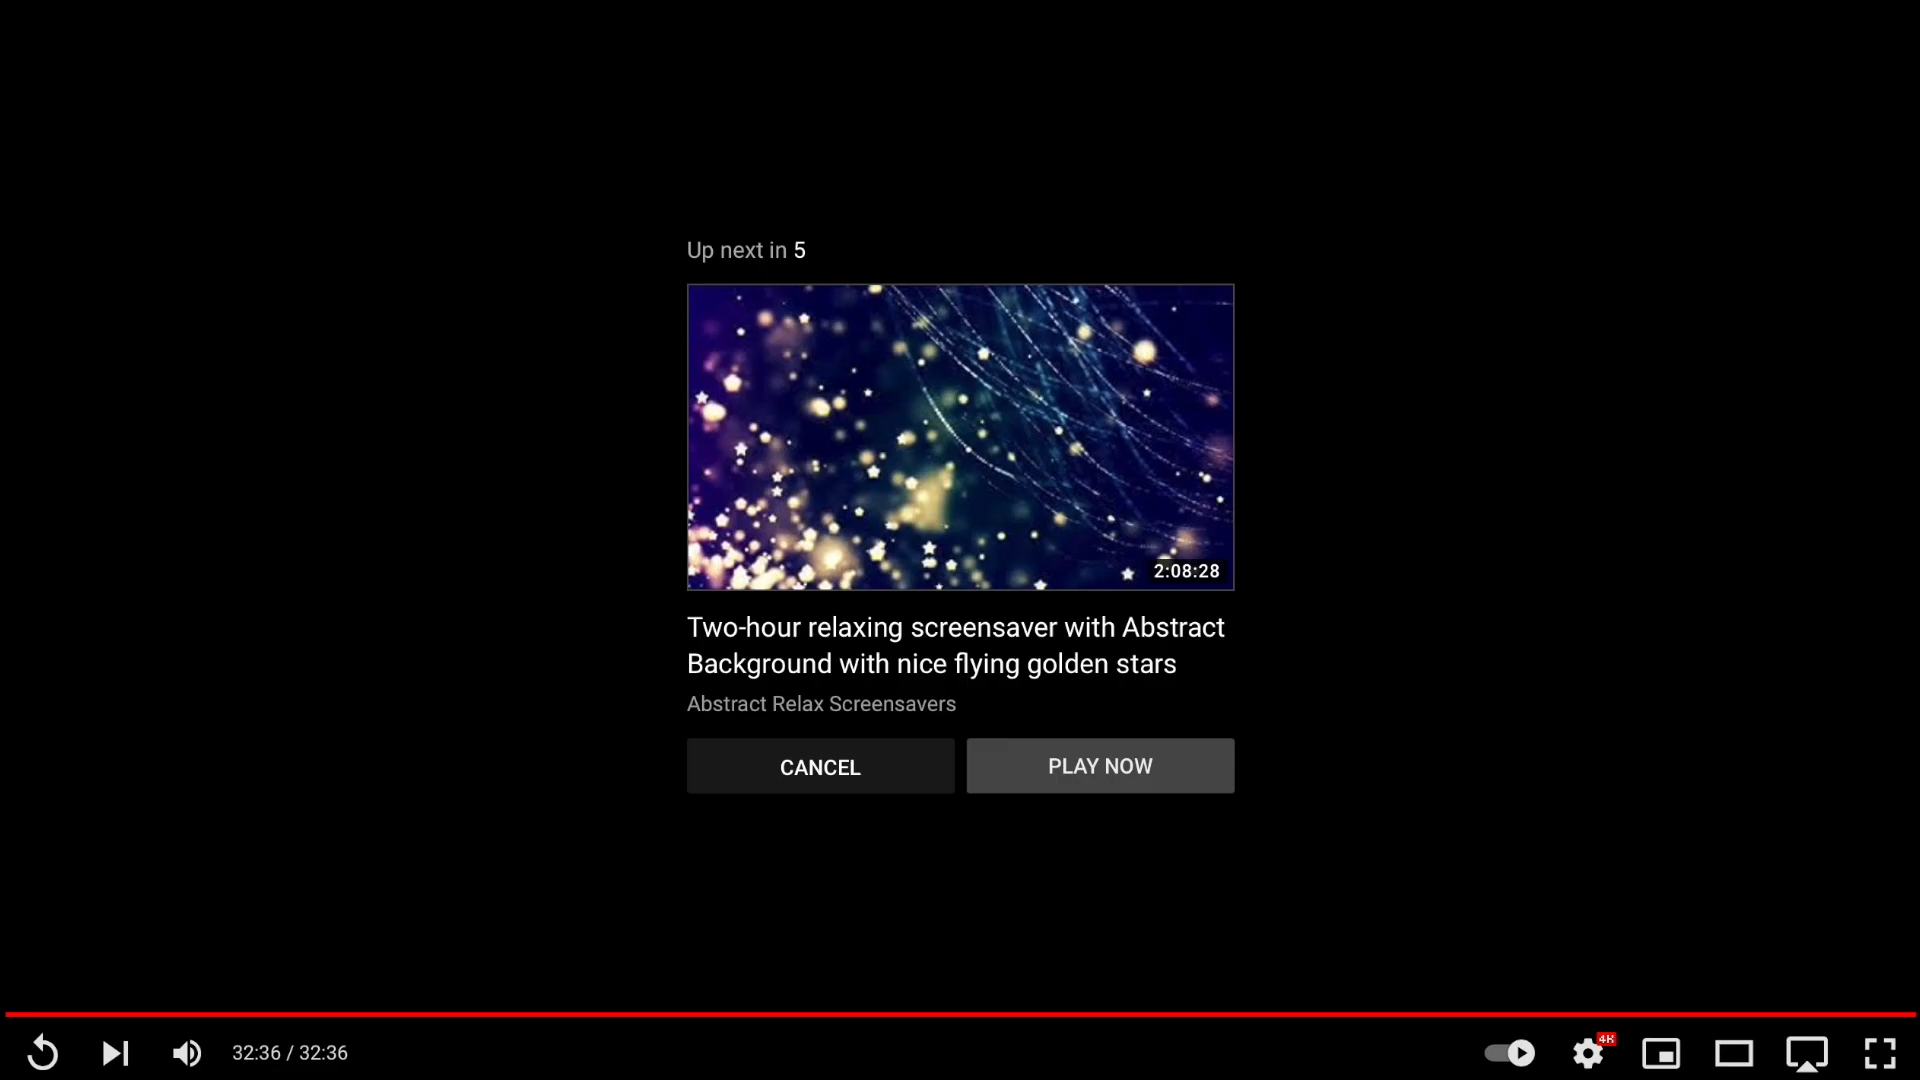 Up next in 5
2:08:28
Two-hour relaxing screensaver with Abstract
Background with nice flying golden stars
Abstract Relax Screensavers
CANCEL
PLAY NOW
32:36 / 32:36
4K